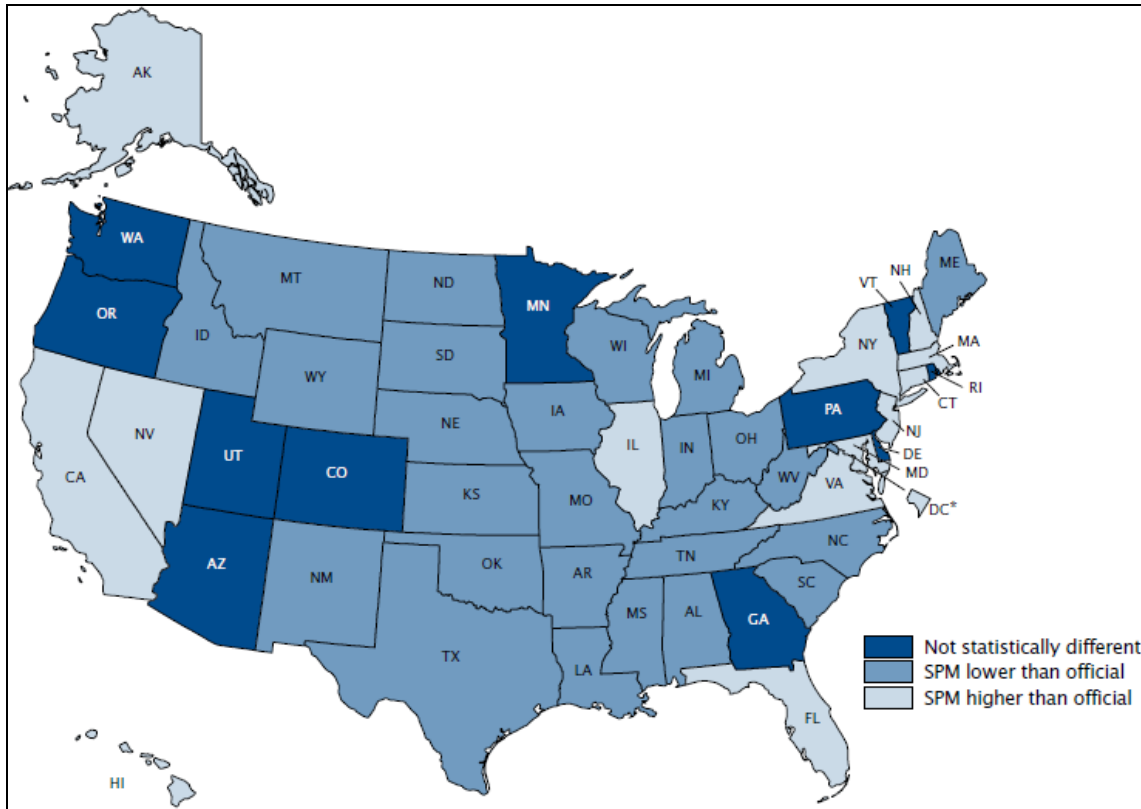 AK
WA
MT
ND
MN
ME
NH
VT
OR
ID
SD
WI
NY
MA
WY
MI
RI
CT
IA
NE
PA
NV
IL
IN
OH
NJ
UT
CO
DE
CA
MD
WV
VA
KS
MO
KY
DC*
NC
TN
OK
AZ
NM
AR
SC
MS
AL
GA
TX
LA
Not statistically different
SPM lower than official
SPM higher than official
FL
HI